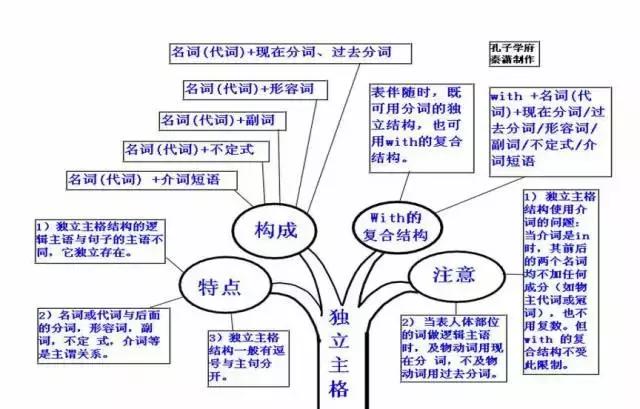 名词(代词)+现在分词、过去分词
名词(代词)+形容词
名词(代词)+副词
名词(代词)+不定式
名词(代词) +介词短语
构成
孔子学府
秦潇制作
表伴随时，既
可用分词的独
立结构，也可
用with的复合
结构。
with +名词(代
词)+现在分词/过
去分词/形容词/
副词/不定式/介
词短语
With的
复合结构
1) 独立主格结构的逻
辑主语与句子的主语不
同，它独立存在。
特点
2) 名词或代词与后面
的分词，形容词，副
词，不定 式，介词等
是主谓关系。
3) 独立主格
结构一般有逗
号与主句分
开。
注意
1) 独立主格
结构使用介
词的问题：
当介词是in
时，其前后
的两个名词
均不加任何
成分（如物
主代词或冠
词），也不
用复数。但
with 的复
合结构不受
此限制。
2) 当表人体部位
的词做逻辑主语
时，及物动词用现
在分 词，不及物动
词用过去分词。
独立主格